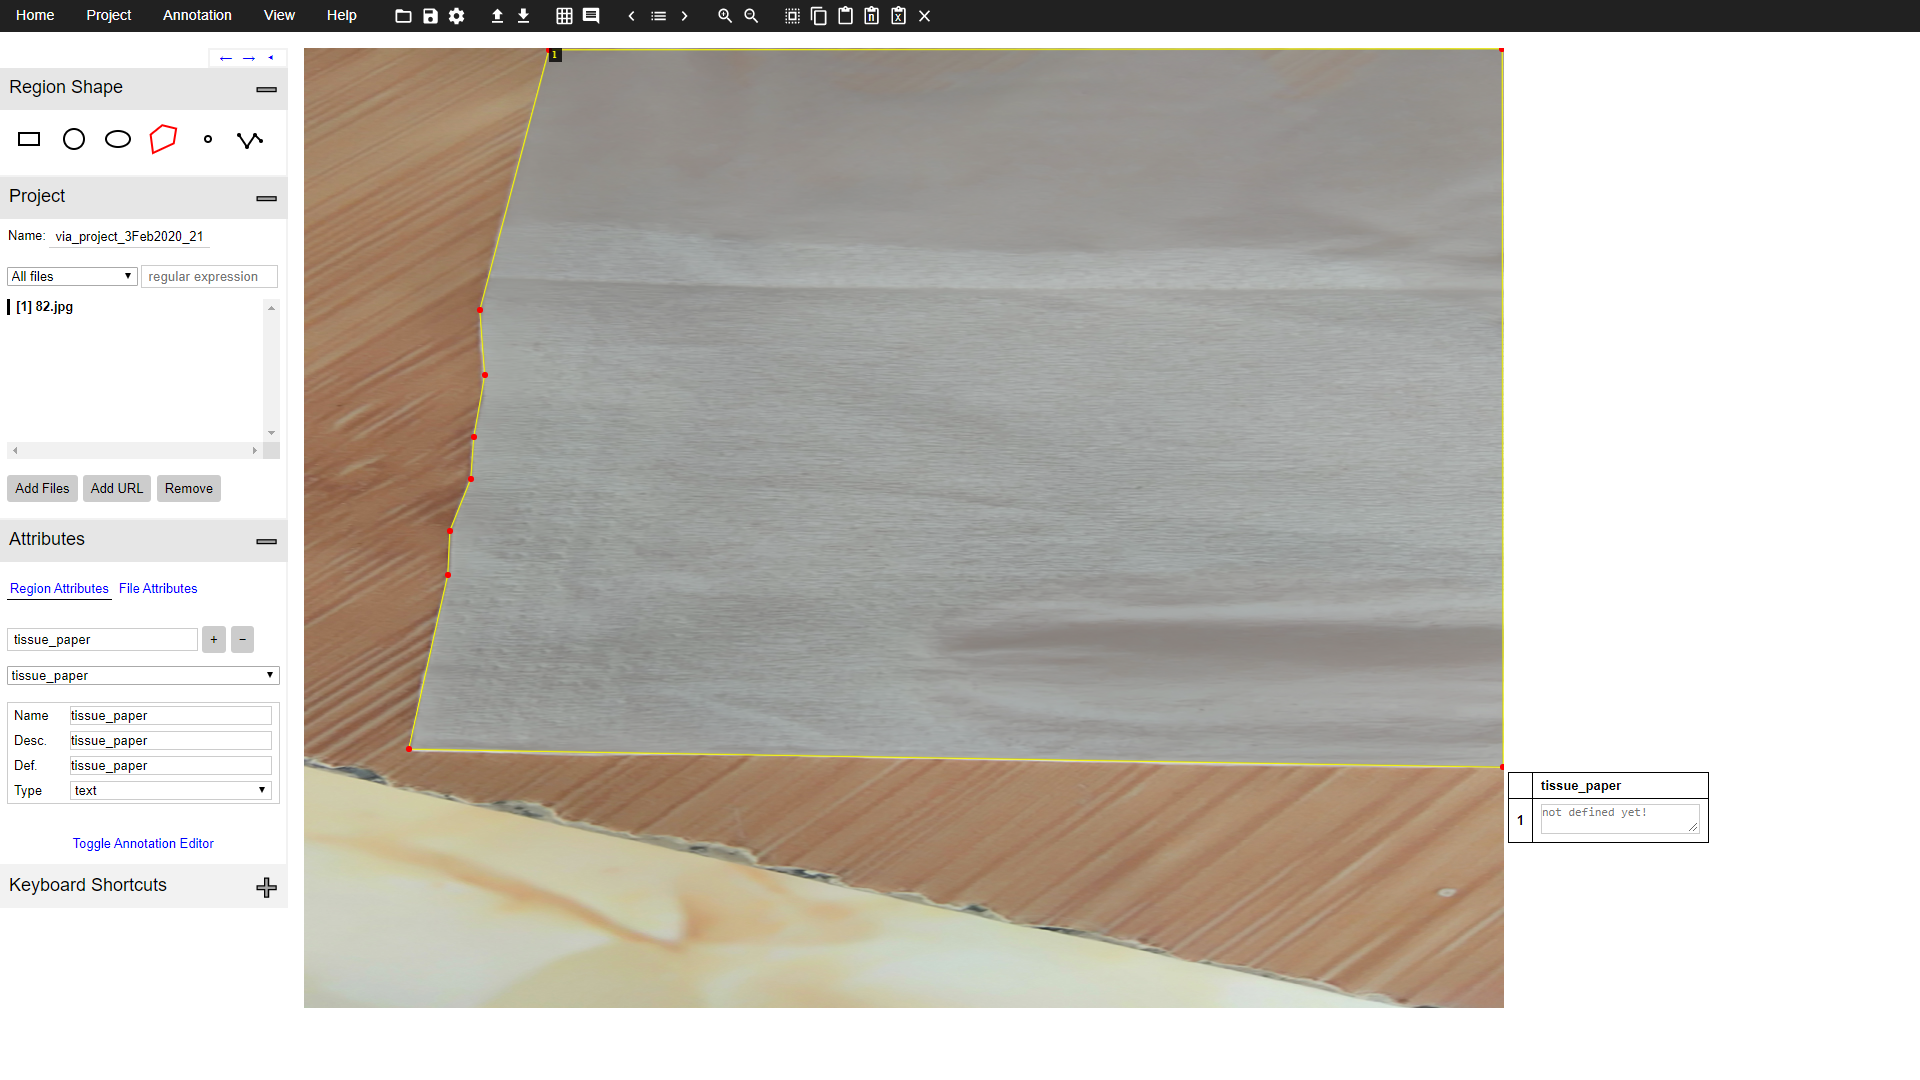 Home Project Annotation View Help
← →
Region Shape
Project
Name: via_project_3Feb2020_21
All files regular expression
[1] 82.jpg
Add Files Add URL Remove
Attributes
Region Attributes File Attributes
tissue_paper + −
tissue_paper
Name tissue_paper
Desc. tissue_paper
Def. tissue_paper
Type text
Toggle Annotation Editor
Keyboard Shortcuts
1
tissue_paper
1 not defined yet!